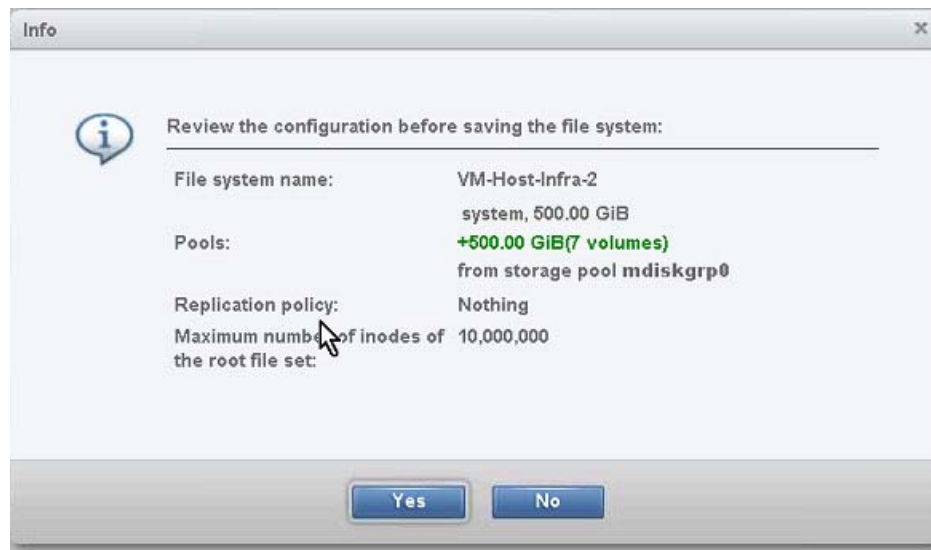 Info
Review the configuration before saving the file system:
File system name: VM-Host-Infra-2
system, 500.00 GiB
Pools: +500.00 GiB(7 volumes)
from storage pool mdiskgrp0
Replication policy: Nothing
Maximum number of inodes of 10,000,000
the root file set:
Yes No